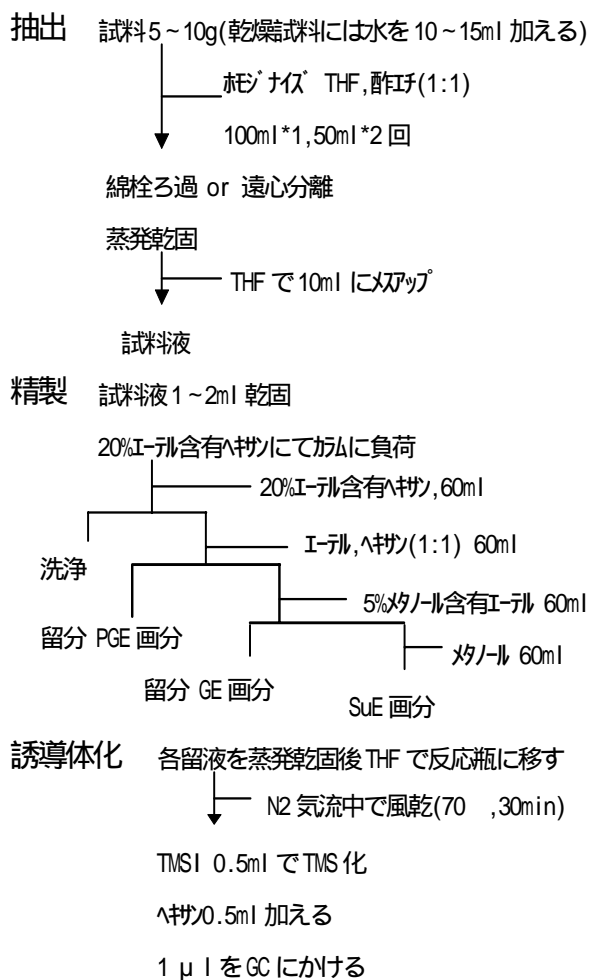 抽出 試料5~10g(乾燥試料には水を10~15ml加える)
ﾎﾓｼﾞﾅｲｽﾞ THF,酢ｴﾁ(1:1)
100ml*1,50ml*2回
綿栓ろ過 or 遠心分離
蒸発乾固
THFで10mlにﾒｽｱｯﾌﾟ
試料液
精製 試料液1~2ml乾固
20%ｴｰﾃﾙ含有ﾍｷｻﾝにてｶﾗﾑに負荷
20%ｴｰﾃﾙ含有ﾍｷｻﾝ,60ml
ｴｰﾃﾙ,ﾍｷｻﾝ(1:1) 60ml
洗浄
5%ﾒﾀﾉｰﾙ含有ｴｰﾃﾙ 60ml
留分 PGE画分
ﾒﾀﾉｰﾙ 60ml
留分 GE画分
SuE画分
誘導体化 各留液を蒸発乾固後THFで反応瓶に移す
N2気流中で風乾(70 ,30min)
TMSI 0.5mlでTMS化
ﾍｷｻﾝ0.5ml加える
1μlをGCにかける